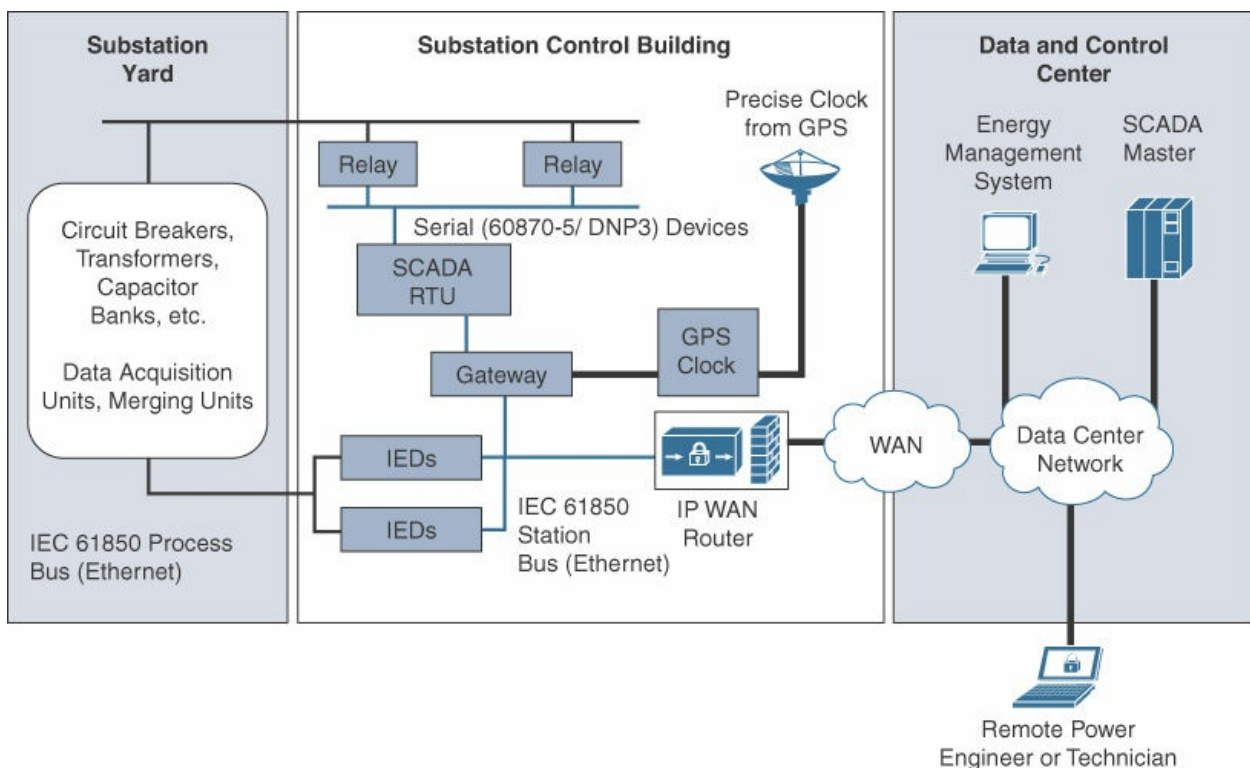 Substation
Yard
Circuit Breakers,
Transformers,
Capacitor
Banks, etc.
Data Acquisition
Units, Merging Units
IEC 61850 Process
Bus (Ethernet)
Substation Control Building
Precise Clock
from GPS
Relay
Relay
Serial (60870-5/ DNP3) Devices
SCADA
RTU
GPS
Clock
Gateway
IEDs
IEDs
IEC 61850
Station
Bus (Ethernet)
IP WAN
Router
WAN
Data and Control
Center
Energy
Management
System
SCADA
Master
Data Center
Network
Remote Power
Engineer or Technician